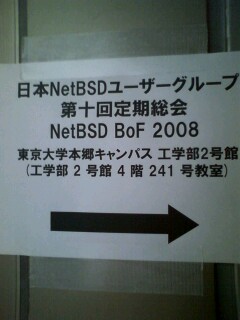 日本NetBSDユーザーグループ
第十回定期総会
NetBSD BoF 2008
東京大学本郷キャンパス 工学部2号館
(工学部 2 号館 4 階 241 号教室)